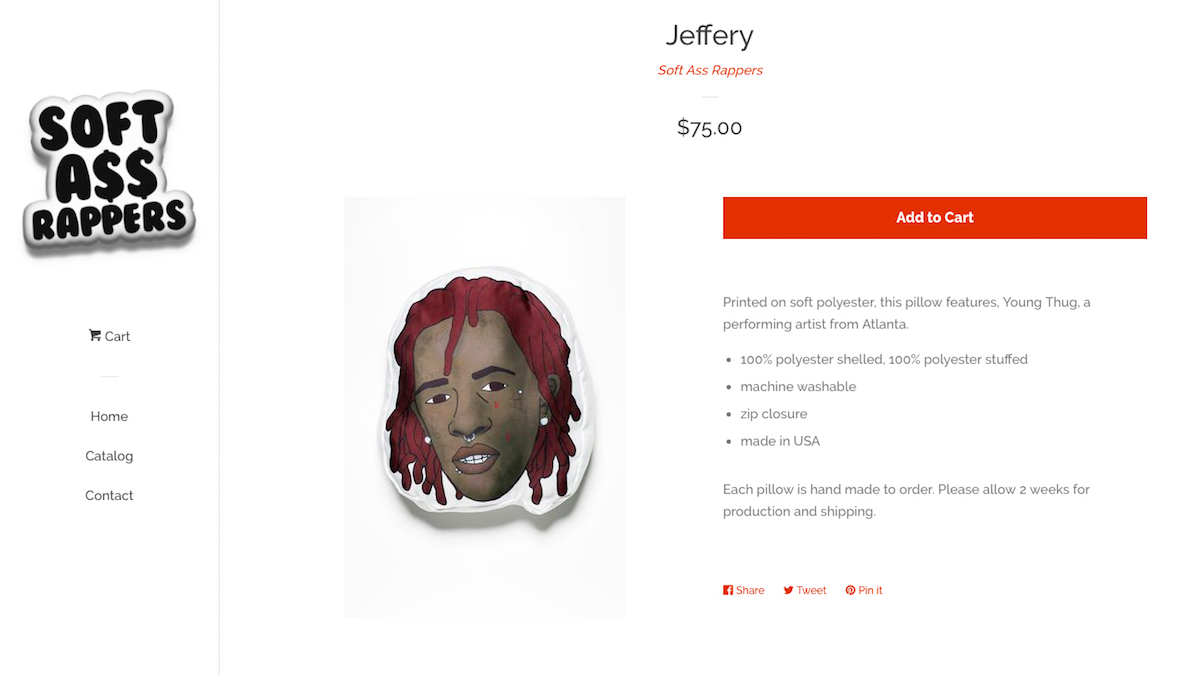 SOFT
A$$
RAPPERS
Cart
Home
Catalog
Contact
Jeffery
Soft Ass Rappers
$75.00
Add to Cart
Printed on soft polyester, this pillow features, Young Thug, a
performing artist from Atlanta.
100% polyester shelled, 100% polyester stuffed
machine washable
zip closure
made in USA
Each pillow is hand made to order. Please allow 2 weeks for
production and shipping.
Share
Tweet
Pin it